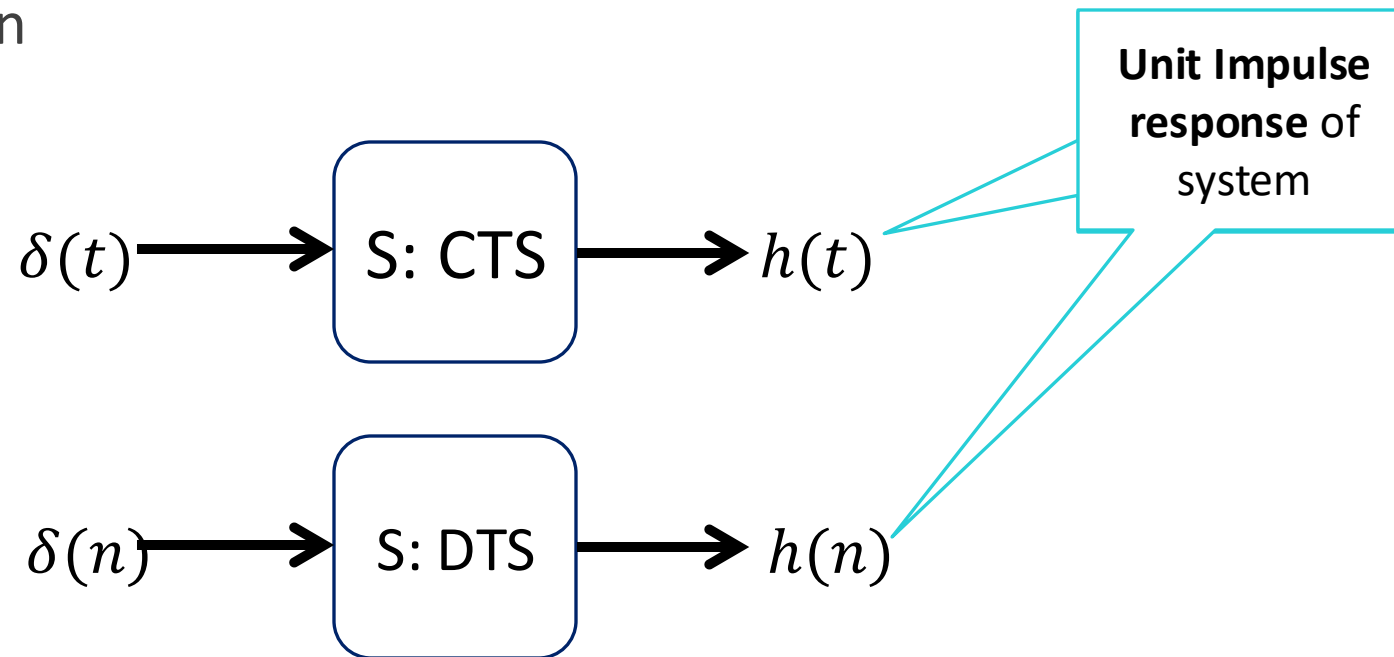 n
Unit Impulse
response of
system
δ(t)
S: CTS
h(t)
δ(n)
S: DTS
h(n)